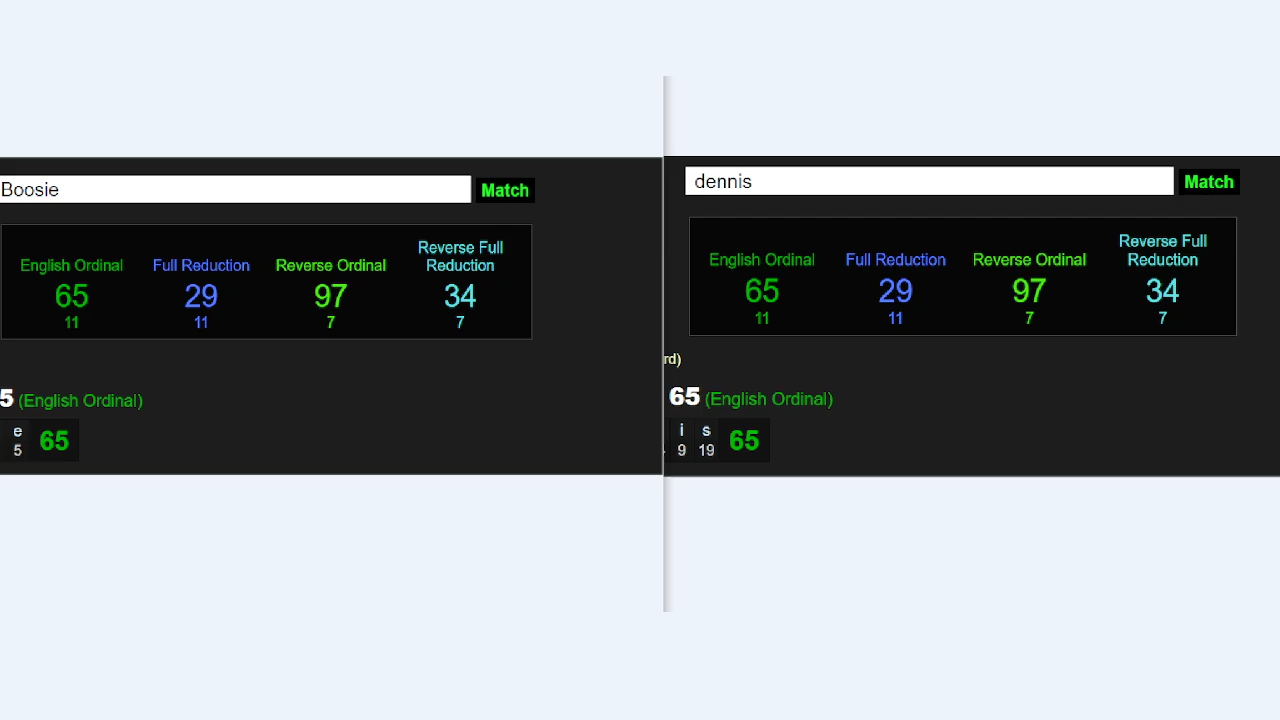 Boosie
Match
English Ordinal Full Reduction Reverse Ordinal Reverse Full Reduction
65 29 97 34
11 11 7 7
5 (English Ordinal)
e 65
5
dennis
Match
English Ordinal Full Reduction Reverse Ordinal Reverse Full Reduction
65 29 97 34
11 11 7 7
rd)
65 (English Ordinal)
i s 65
9 19